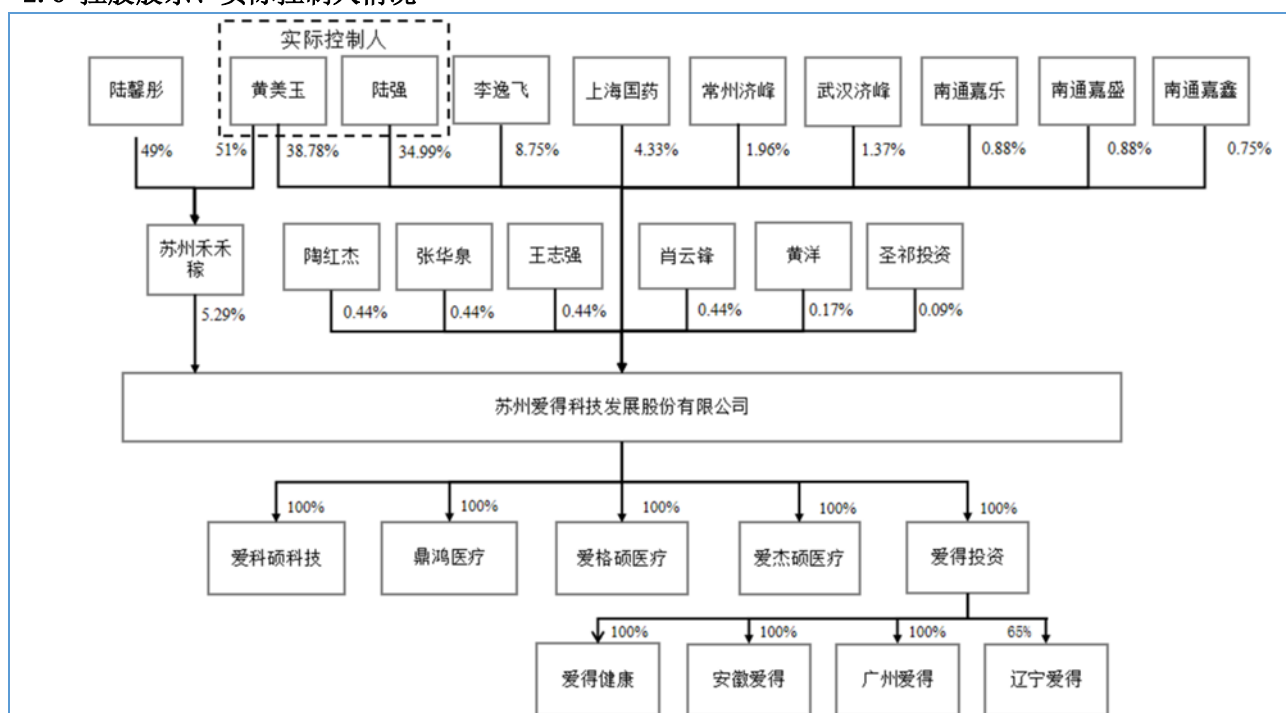 实际控制人
陆馨彤
黄美玉
陆强
李逸飞
上海国药
常州济峰
武汉济峰
南通嘉乐
南通嘉盛
南通嘉鑫
49%
51%
38.78%
34.99%
8.75%
4.33%
1.96%
1.37%
0.88%
0.88%
0.75%
苏州禾禾
稼
陶红杰
张华泉
王志强
肖云锋
黄洋
圣祁投资
5.29%
0.44%
0.44%
0.44%
0.44%
0.17%
0.09%
苏州爱得科技发展股份有限公司
100%
100%
100%
100%
100%
爱科硕科技
鼎鸿医疗
爱格硕医疗
爱杰硕医疗
爱得投资
100%
100%
100%
65%
爱得健康
安徽爱得
广州爱得
辽宁爱得